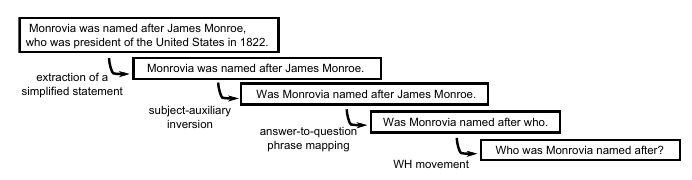 Monrovia was named after James Monroe,
who was president of the United States in 1822.
extraction of a
simplified statement
Monrovia was named after James Monroe.
subject-auxiliary
inversion
Was Monrovia named after James Monroe.
answer-to-question
phrase mapping
Was Monrovia named after who.
WH movement
Who was Monrovia named after?